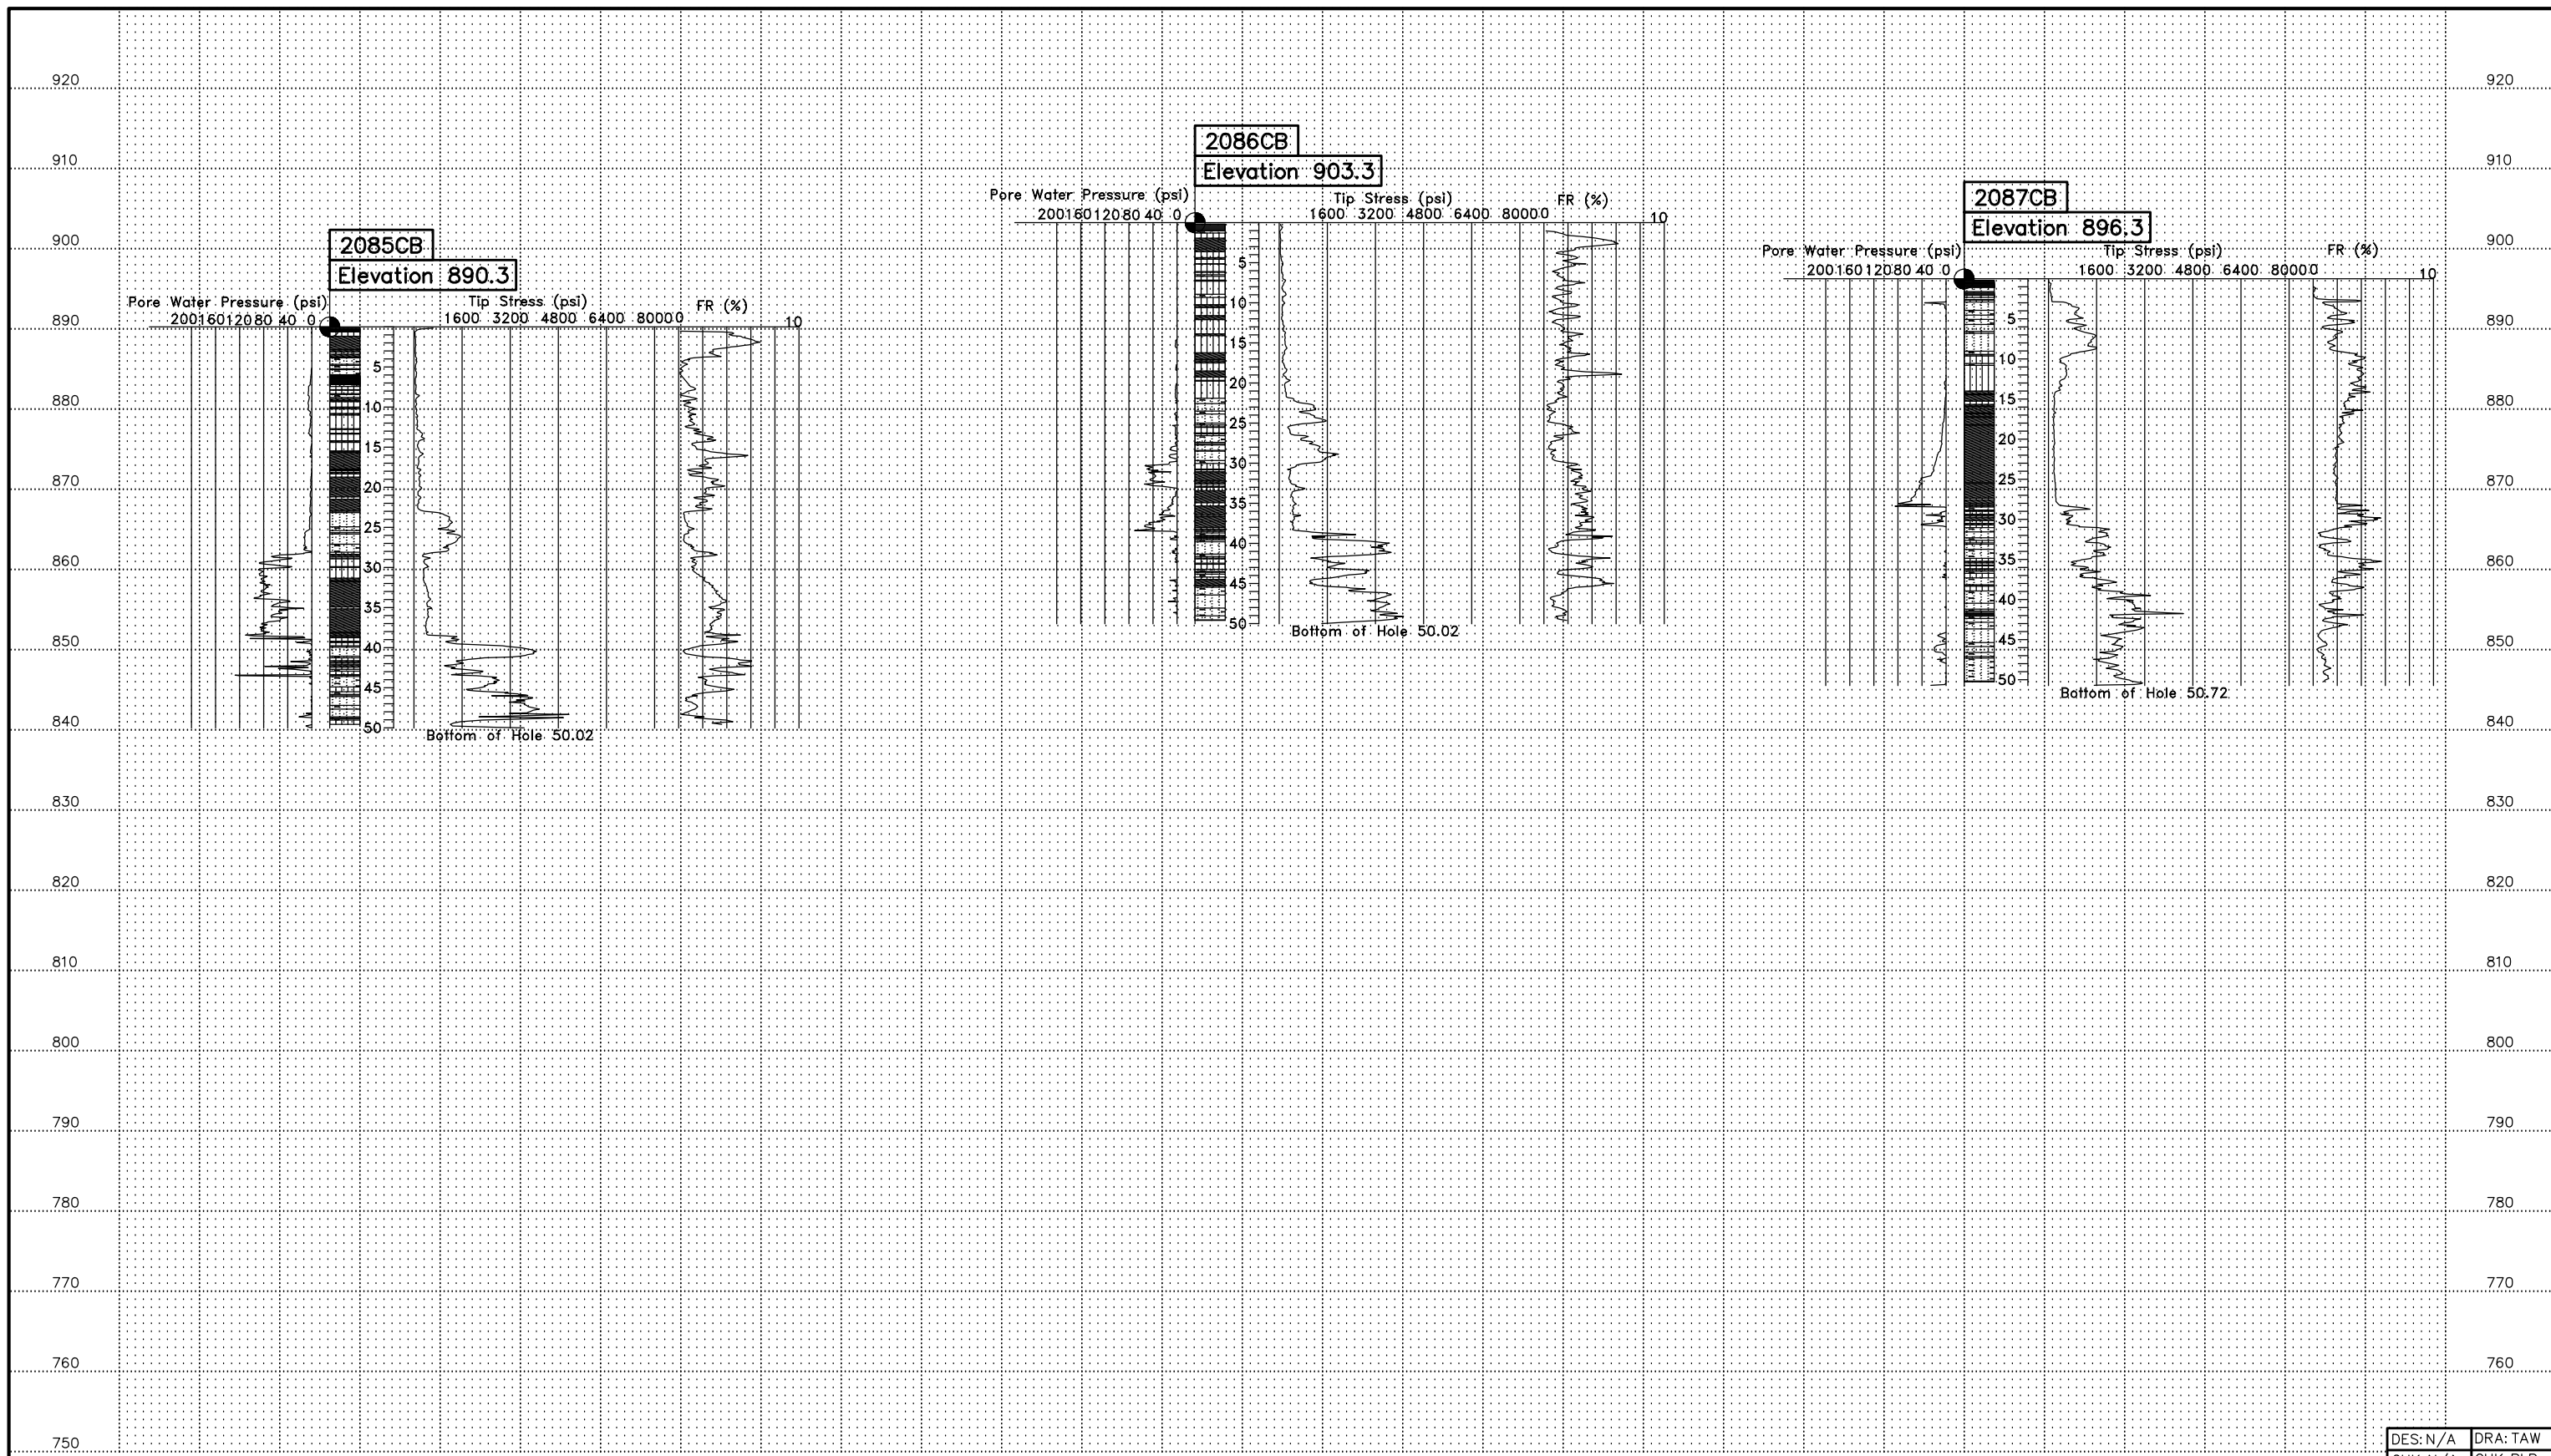 920 920
2086CB
910 910
Elevation 903.3
2087CB
Pore Water Pressure (psi) Tip Stress (psi) FR (%)
200 160 120 80 40 0 1600 3200 4800 6400 8000 0 10
Elevation 896.3
900 900
2085CB
Pore Water Pressure (psi) Tip Stress (psi) FR (%)
200 160 120 80 40 0 1600 3200 4800 6400 8000 0 10
Elevation 890.3
Pore Water Pressure (psi) Tip Stress (psi) FR (%)
200 160 120 80 40 0 1600 3200 4800 6400 8000 0 10
890 890
5 10 15 20 25 30 35 40 45 50
Bottom of Hole 50.02
5 10 15 20 25 30 35 40 45 50
Bottom of Hole 50.02
5 10 15 20 25 30 35 40 45 50
Bottom of Hole 50.72
880 880
870 870
860 860
850 850
840 840
830 830
820 820
810 810
800 800
790 790
780 780
770 770
760 760
750
DES: N/A DRA: TAW